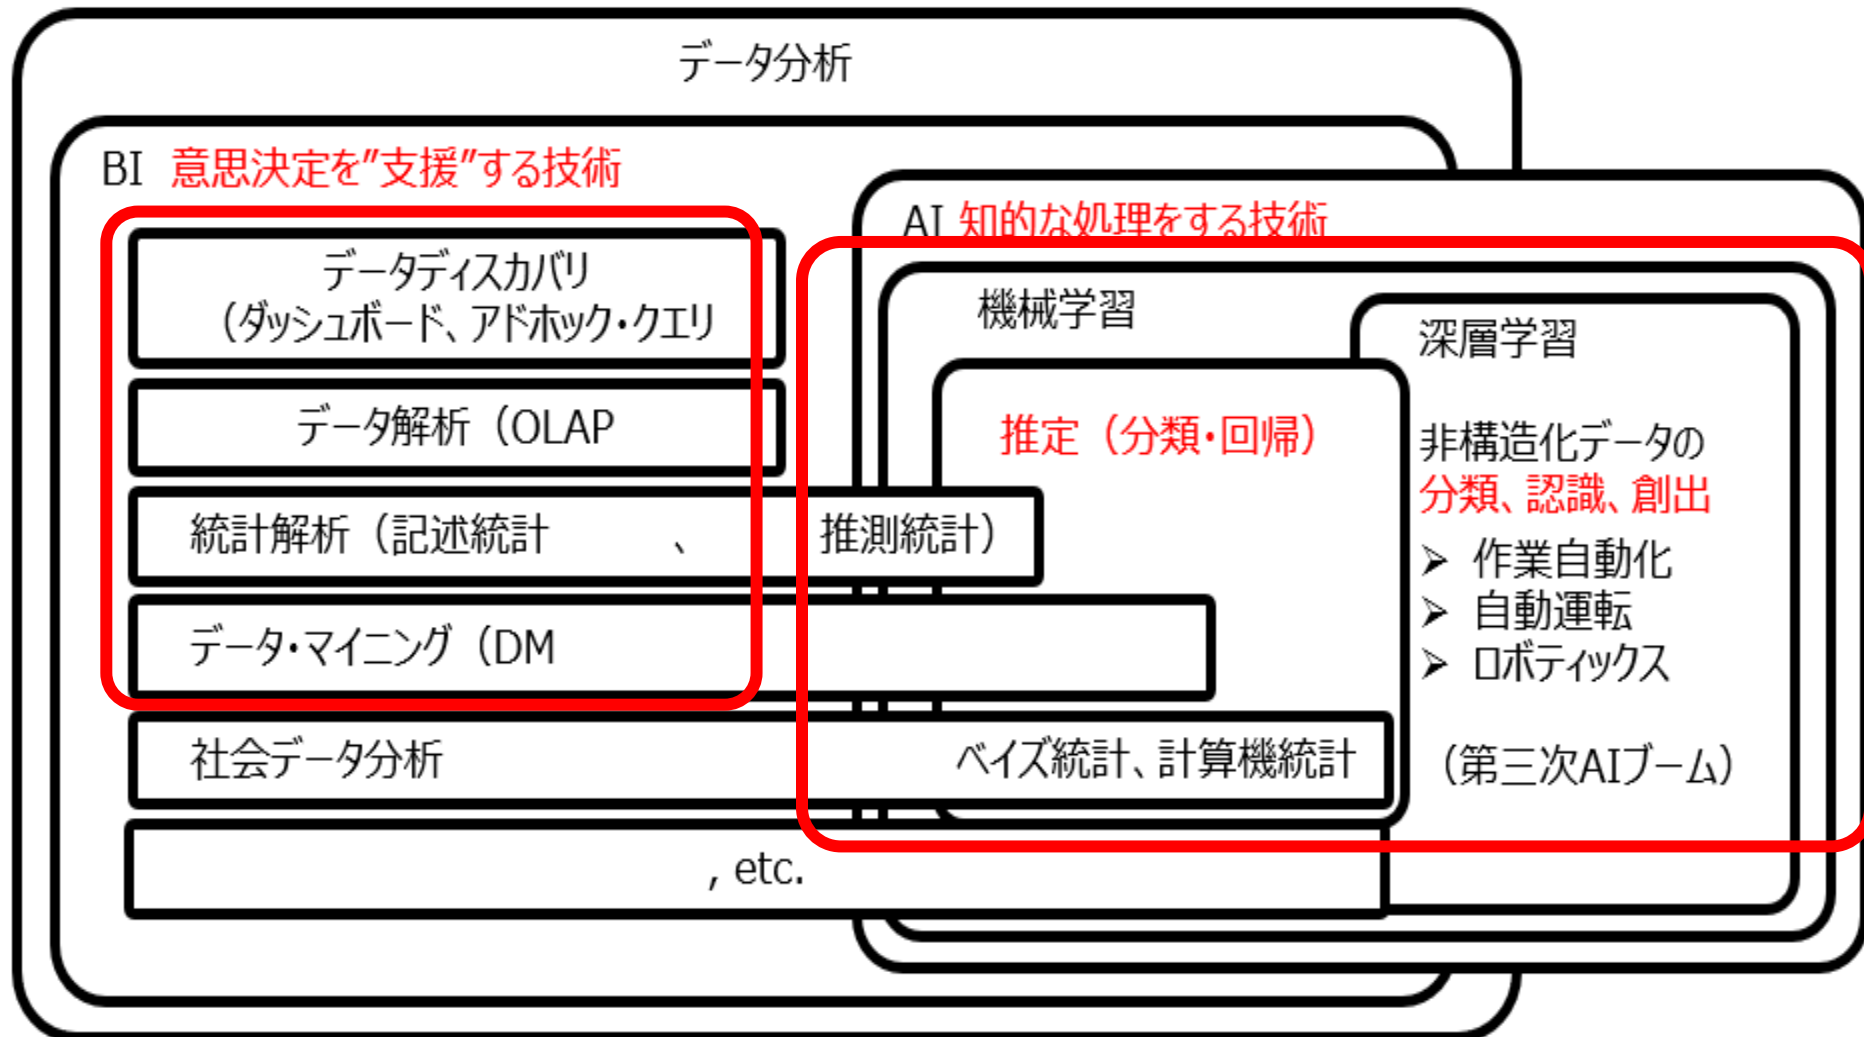 データ分析
BI 意思決定を”支援”する技術
AI 知的な処理をする技術
データディスカバリ
（ダッシュボード、アドホック・クエリ
データ解析（OLAP
統計解析（記述統計 、 推測統計）
データ・マイニング（DM
社会データ分析 ベイズ統計、計算機統計
, etc.
機械学習
推定（分類・回帰）
深層学習
非構造化データの
分類、認識、創出
➢ 作業自動化
➢ 自動運転
➢ ロボティックス
（第三次AIブーム）